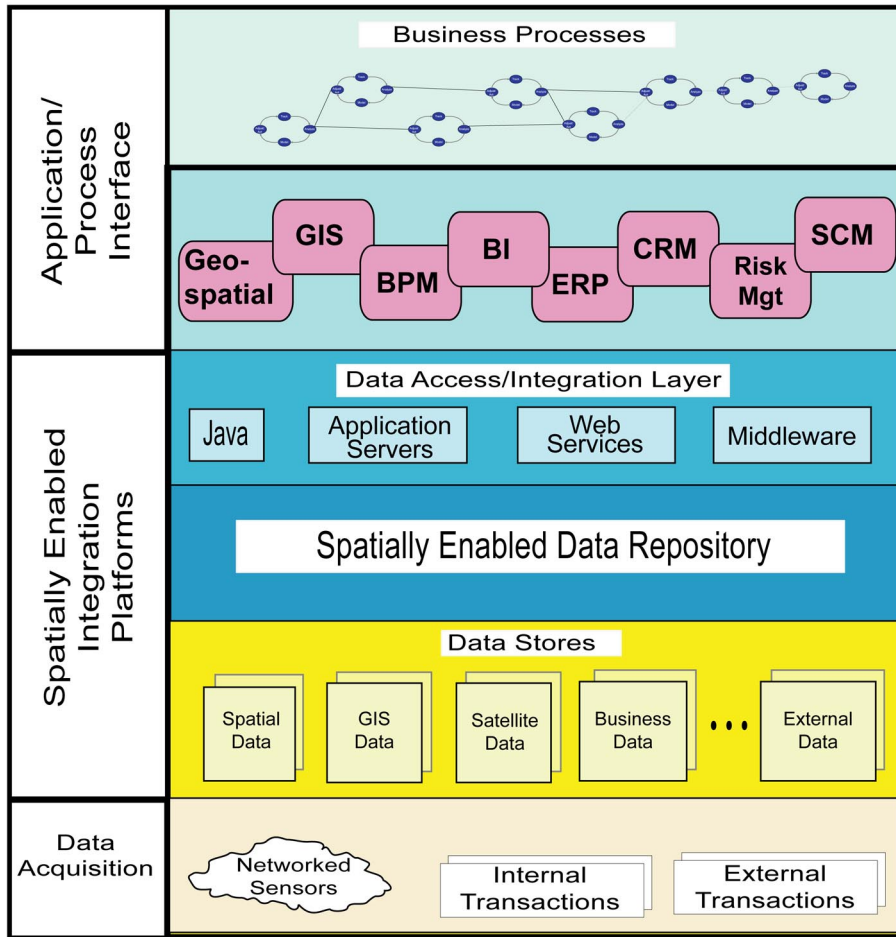 Business Processes
Application/
Process
Interface
Geo-
spatial
GIS
BPM
BI
ERP
CRM
Risk
Mgt
SCM
Spatially Enabled
Integration
Platforms
Data Access/Integration Layer
Java
Application
Servers
Web
Services
Middleware
Spatially Enabled Data Repository
Data Stores
Spatial
Data
GIS
Data
Satellite
Data
Business
Data
External
Data
Data
Acquisition
Networked
Sensors
Internal
Transactions
External
Transactions